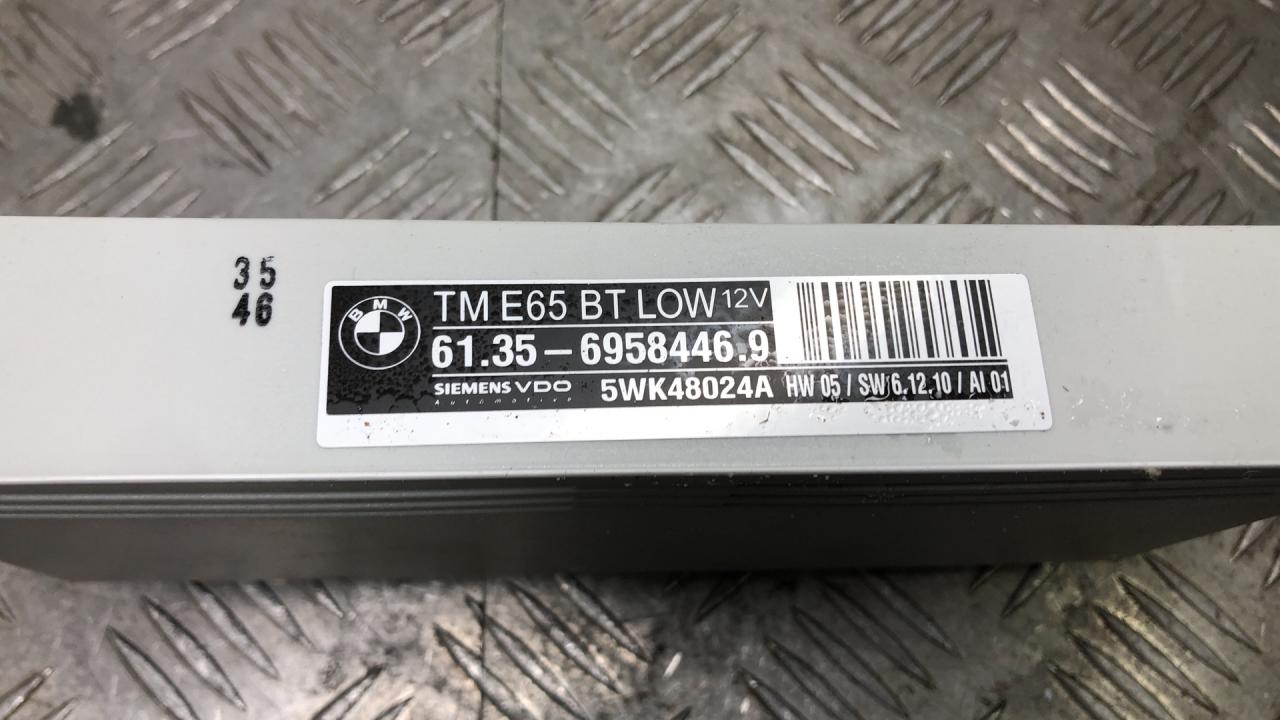 35
46
BMW
TM E65 BT LOW 12V
61.35 – 6958446.9
SIEMENS VDO 5WK48024A HW 05 / SW 6.12.10 / AI 01
Automotive